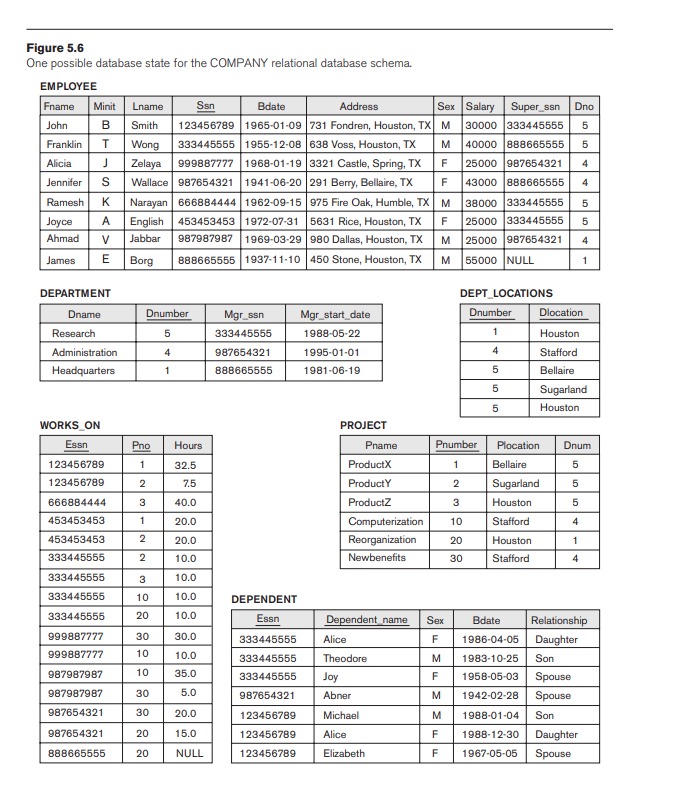 Figure 5.6
One possible database state for the COMPANY relational database schema.
EMPLOYEE
Fname Minit Lname Ssn Bdate Address Sex Salary Super_ssn Dno
John B Smith 123456789 1965-01-09 731 Fondren, Houston, TX M 30000 333445555 5
Franklin T Wong 333445555 1955-12-08 638 Voss, Houston, TX M 40000 888665555 5
Alicia J Zelaya 999887777 1968-01-19 3321 Castle, Spring, TX F 25000 987654321 4
Jennifer S Wallace 987654321 1941-06-20 291 Berry, Bellaire, TX F 43000 888665555 4
Ramesh K Narayan 666884444 1962-09-15 975 Fire Oak, Humble, TX M 38000 333445555 5
Joyce A English 453453453 1972-07-31 5631 Rice, Houston, TX F 25000 333445555 5
Ahmad V Jabbar 987987987 1969-03-29 980 Dallas, Houston, TX M 25000 987654321 4
James E Borg 888665555 1937-11-10 450 Stone, Houston, TX M 55000 NULL 1
DEPARTMENT
Dname Dnumber Mgr_ssn Mgr_start_date
Research 5 333445555 1988-05-22
Administration 4 987654321 1995-01-01
Headquarters 1 888665555 1981-06-19
DEPT_LOCATIONS
Dnumber Dlocation
1 Houston
4 Stafford
5 Bellaire
5 Sugarland
5 Houston
WORKS_ON
Essn Pno Hours
123456789 1 32.5
123456789 2 7.5
666884444 3 40.0
453453453 1 20.0
453453453 2 20.0
333445555 2 10.0
333445555 3 10.0
333445555 10 10.0
333445555 20 10.0
999887777 30 30.0
999887777 10 10.0
987987987 10 35.0
987987987 30 5.0
987654321 30 20.0
987654321 20 15.0
888665555 20 NULL
PROJECT
Pname Pnumber Plocation Dnum
ProductX 1 Bellaire 5
ProductY 2 Sugarland 5
ProductZ 3 Houston 5
Computerization 10 Stafford 4
Reorganization 20 Houston 1
Newbenefits 30 Stafford 4
DEPENDENT
Essn Dependent_name Sex Bdate Relationship
333445555 Alice F 1986-04-05 Daughter
333445555 Theodore M 1983-10-25 Son
333445555 Joy F 1958-05-03 Spouse
987654321 Abner M 1942-02-28 Spouse
123456789 Michael M 1988-01-04 Son
123456789 Alice F 1988-12-30 Daughter
123456789 Elizabeth F 1967-05-05 Spouse